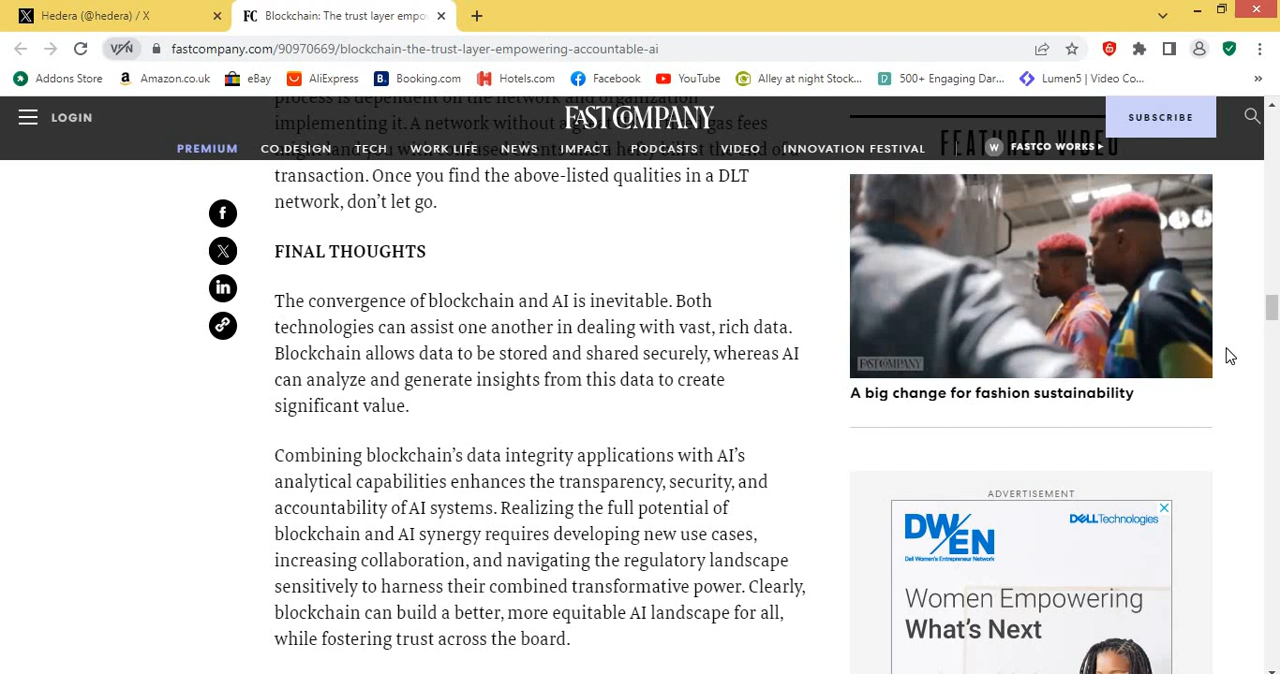 Hedera (@hedera) / X
FC Blockchain: The trust layer empo
VPN
fastcompany.com/90970669/blockchain-the-trust-layer-empowering-accountable-ai
Addons Store
Amazon.co.uk
eBay
AliExpress
Booking.com
Hotels.com
Facebook
YouTube
Alley at night Stock...
500+ Engaging Dar...
Lumen5 | Video Co...
LOGIN
FAST COMPANY
SUBSCRIBE
PREMIUM
CO.DESIGN
TECH
WORK LIFE
NEWS
IMPACT
PODCASTS
VIDEO
INNOVATION FESTIVAL
FASTCO WORKS
FEATURED VIDEO
process is dependent on the network and organization
implementing it. A network without a gas fees
transaction. Once you find the above-listed qualities in a DLT
network, don't let go.
FINAL THOUGHTS
The convergence of blockchain and AI is inevitable. Both
technologies can assist one another in dealing with vast, rich data.
Blockchain allows data to be stored and shared securely, whereas AI
can analyze and generate insights from this data to create
significant value.
Combining blockchain's data integrity applications with AI's
analytical capabilities enhances the transparency, security, and
accountability of AI systems. Realizing the full potential of
blockchain and AI synergy requires developing new use cases,
increasing collaboration, and navigating the regulatory landscape
sensitively to harness their combined transformative power. Clearly,
blockchain can build a better, more equitable AI landscape for all,
while fostering trust across the board.
FAST COMPANY
A big change for fashion sustainability
ADVERTISEMENT
DWEN
Dell Women's Entrepreneur Network
DELL Technologies
Women Empowering
What's Next